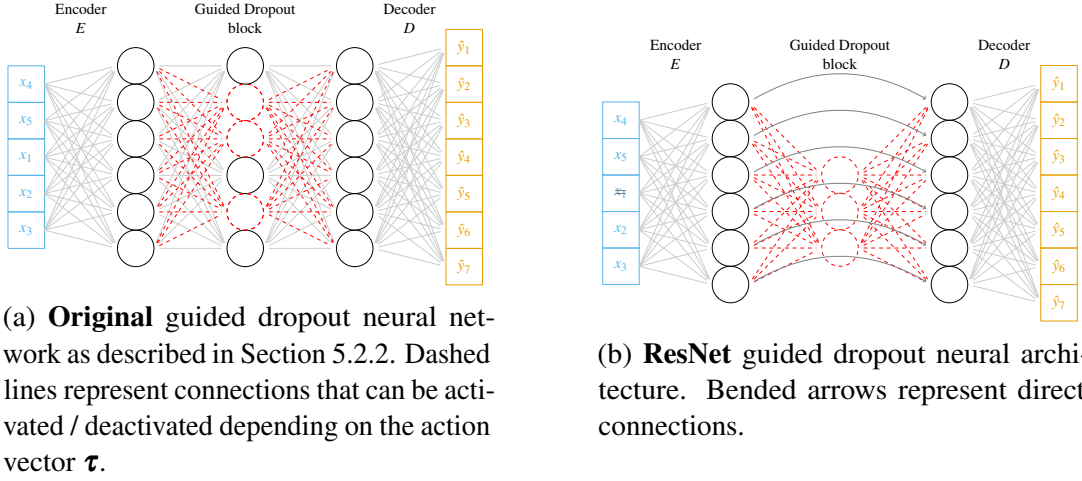 Encoder
E
Guided Dropout
block
Decoder
D
x4
x5
x1
x2
x3
ŷ1
ŷ2
ŷ3
ŷ4
ŷ5
ŷ6
ŷ7
(a) Original guided dropout neural net-
work as described in Section 5.2.2. Dashed
lines represent connections that can be acti-
vated / deactivated depending on the action
vector τ.
Encoder
E
Guided Dropout
block
Decoder
D
x4
x5
x1
x2
x3
ŷ1
ŷ2
ŷ3
ŷ4
ŷ5
ŷ6
ŷ7
(b) ResNet guided dropout neural archi-
tecture. Bended arrows represent direct
connections.